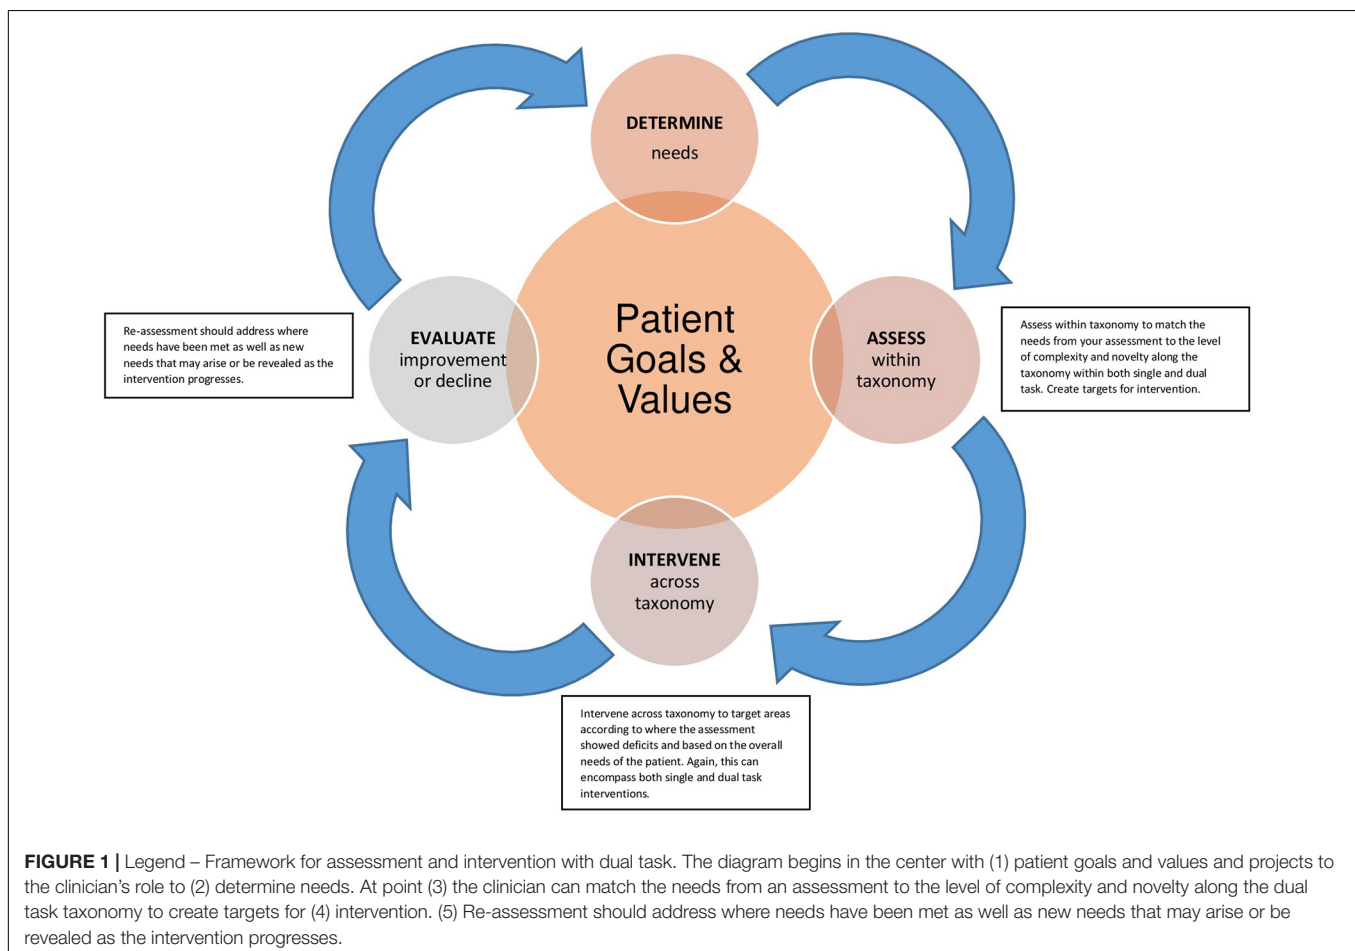 DETERMINE
needs
Patient
Goals &
Values
EVALUATE
improvement
or decline
ASSESS
within
taxonomy
INTERVENE
across
taxonomy
Re-assessment should address where
needs have been met as well as new
needs that may arise or be revealed as the
intervention progresses.
Assess within taxonomy to match the
needs from your assessment to the level
of complexity and novelty along the
taxonomy within both single and dual
task. Create targets for intervention.
Intervene across taxonomy to target areas
according to where the assessment
showed deficits and based on the overall
needs of the patient. Again, this can
encompass both single and dual task
interventions.
FIGURE 1 | Legend – Framework for assessment and intervention with dual task. The diagram begins in the center with (1) patient goals and values and projects to
the clinician's role to (2) determine needs. At point (3) the clinician can match the needs from an assessment to the level of complexity and novelty along the dual
task taxonomy to create targets for (4) intervention. (5) Re-assessment should address where needs have been met as well as new needs that may arise or be
revealed as the intervention progresses.